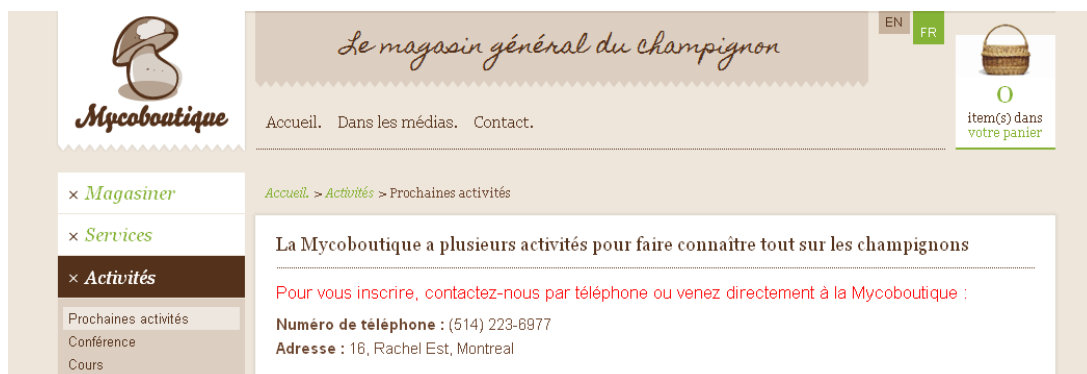 Le magasin général du champignon
EN
FR
Mycoboutique
Accueil. Dans les médias. Contact.
0
item(s) dans
votre panier
× Magasiner
× Services
× Activités
Prochaines activités
Conférence
Cours
Accueil. > Activités > Prochaines activités
La Mycoboutique a plusieurs activités pour faire connaître tout sur les champignons
Pour vous inscrire, contactez-nous par téléphone ou venez directement à la Mycoboutique :
Numéro de téléphone : (514) 223-6977
Adresse : 16, Rachel Est, Montreal